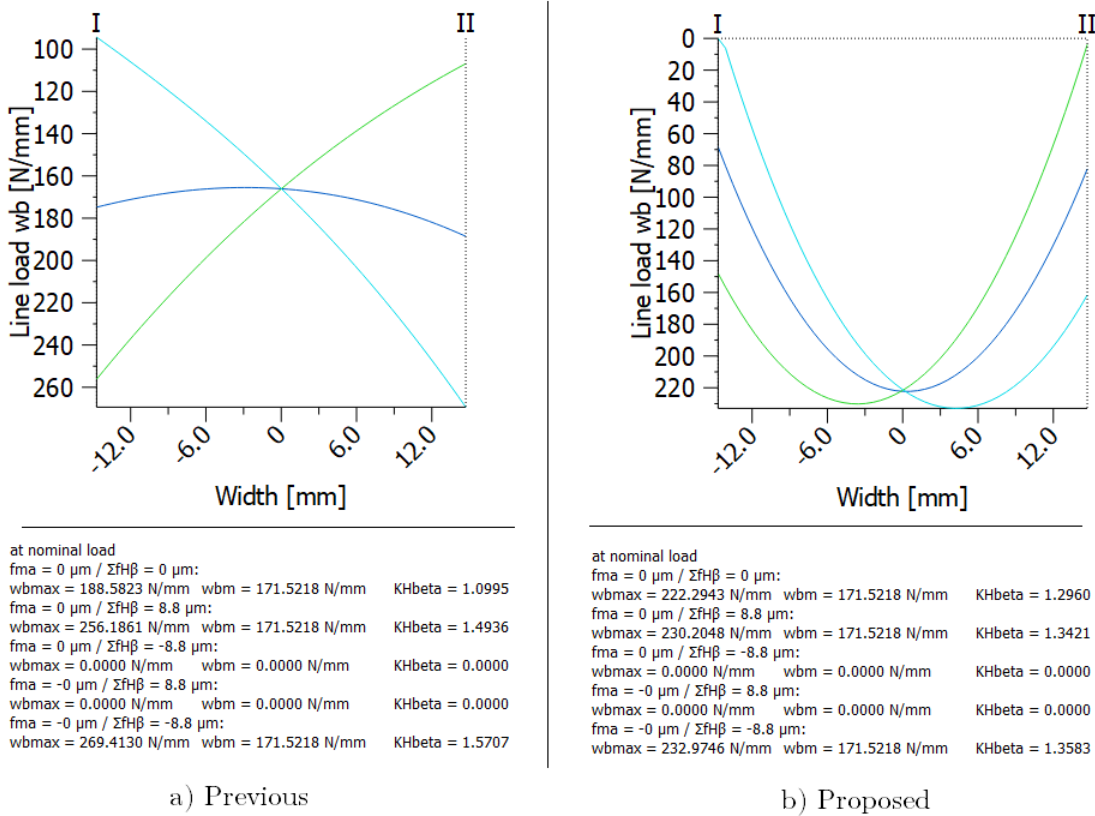 I II
100
120
140
160
180
200
220
240
260
Line load wb [N/mm]
-12.0 -6.0 0 6.0 12.0
Width [mm]
at nominal load
fma = 0 µm / ΣfHβ = 0 µm:
wbmax = 188.5823 N/mm wbm = 171.5218 N/mm KHbeta = 1.0995
fma = 0 µm / ΣfHβ = 8.8 µm:
wbmax = 256.1861 N/mm wbm = 171.5218 N/mm KHbeta = 1.4936
fma = 0 µm / ΣfHβ = -8.8 µm:
wbmax = 0.0000 N/mm wbm = 0.0000 N/mm KHbeta = 0.0000
fma = -0 µm / ΣfHβ = 8.8 µm:
wbmax = 0.0000 N/mm wbm = 0.0000 N/mm KHbeta = 0.0000
fma = -0 µm / ΣfHβ = -8.8 µm:
wbmax = 269.4130 N/mm wbm = 171.5218 N/mm KHbeta = 1.5707
a) Previous
I II
0
20
40
60
80
100
120
140
160
180
200
220
Line load wb [N/mm]
-12.0 -6.0 0 6.0 12.0
Width [mm]
at nominal load
fma = 0 µm / ΣfHβ = 0 µm:
wbmax = 222.2943 N/mm wbm = 171.5218 N/mm KHbeta = 1.2960
fma = 0 µm / ΣfHβ = 8.8 µm:
wbmax = 230.2048 N/mm wbm = 171.5218 N/mm KHbeta = 1.3421
fma = 0 µm / ΣfHβ = -8.8 µm:
wbmax = 0.0000 N/mm wbm = 0.0000 N/mm KHbeta = 0.0000
fma = -0 µm / ΣfHβ = 8.8 µm:
wbmax = 0.0000 N/mm wbm = 0.0000 N/mm KHbeta = 0.0000
fma = -0 µm / ΣfHβ = -8.8 µm:
wbmax = 232.9746 N/mm wbm = 171.5218 N/mm KHbeta = 1.3583
b) Proposed